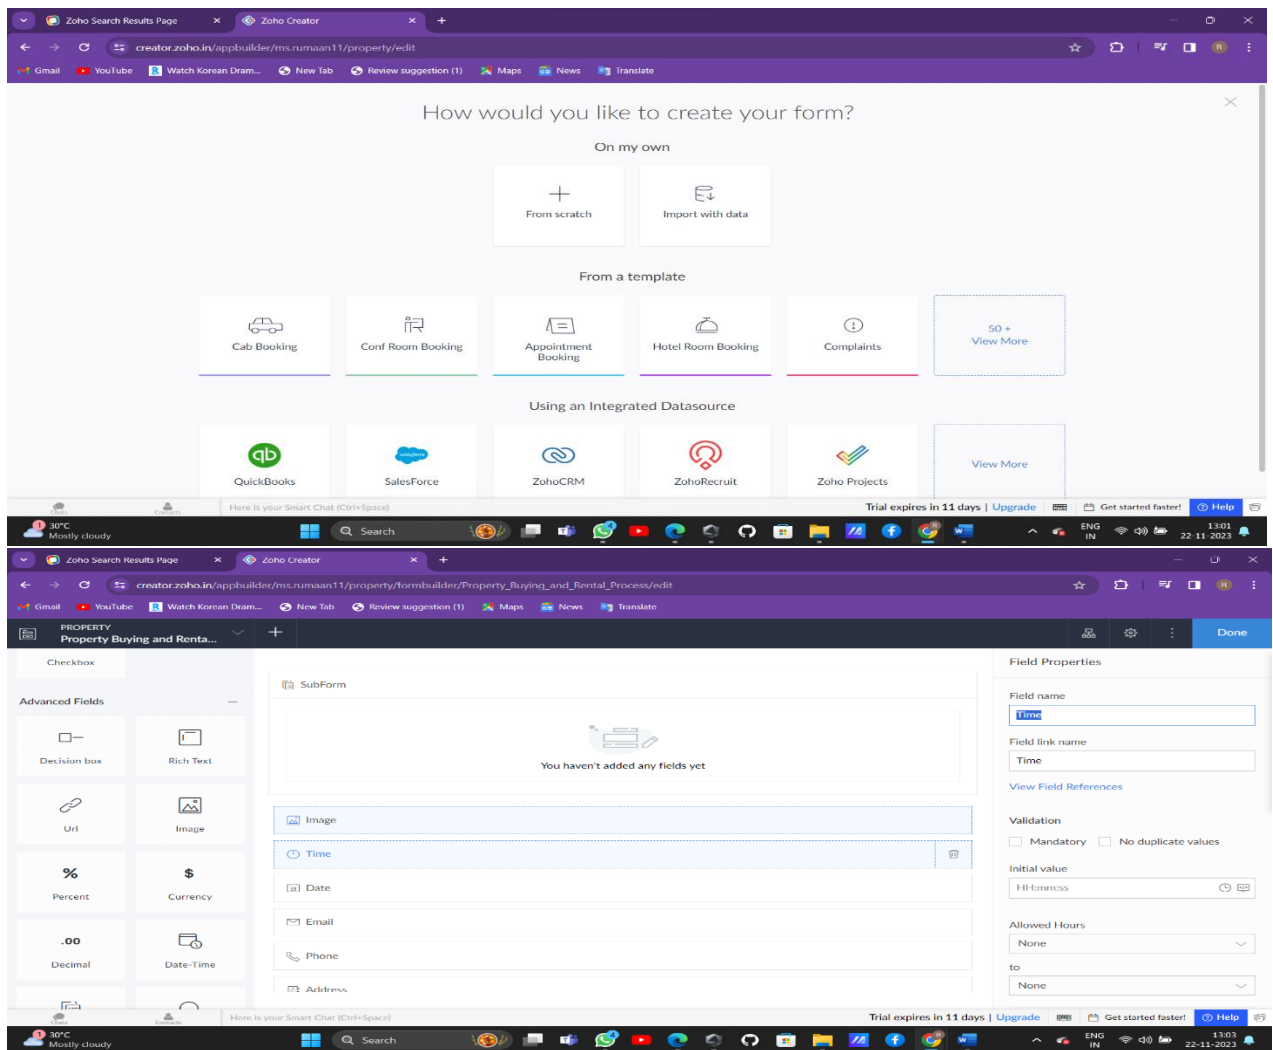 Zoho Search Results Page
Zoho Creator
creator.zoho.in/appbuilder/ms.rumaan11/property/edit
Gmail YouTube Watch Korean Dram... New Tab Review suggestion (1) Maps News Translate
How would you like to create your form?
On my own
From scratch Import with data
From a template
Cab Booking Conf Room Booking Appointment Booking Hotel Room Booking Complaints 50 + View More
Using an Integrated Datasource
QuickBooks SalesForce ZohoCRM ZohoRecruit Zoho Projects View More
Chats Contacts Here is your Smart Chat (Ctrl+Space) Trial expires in 11 days | Upgrade Get started faster! Help
1 30°C Mostly cloudy Search ENG IN 13:01 22-11-2023
Zoho Search Results Page
Zoho Creator
creator.zoho.in/appbuilder/ms.rumaan11/property/formbuilder/Property_Buying_and_Rental_Process/edit
Gmail YouTube Watch Korean Dram... New Tab Review suggestion (1) Maps News Translate
PROPERTY
Property Buying and Renta...
Done
Checkbox
Advanced Fields
Decision box Rich Text
Url Image
% $
Percent Currency
.00
Decimal Date-Time
SubForm
You haven't added any fields yet
Image
Time
Date
Email
Phone
Address
Field Properties
Field name
Time
Field link name
Time
View Field References
Validation
Mandatory No duplicate values
Initial value
HH:mm:ss
Allowed Hours
None
to
None
Chats Contacts Here is your Smart Chat (Ctrl+Space) Trial expires in 11 days | Upgrade Get started faster! Help
1 30°C Mostly cloudy Search ENG IN 13:03 22-11-2023